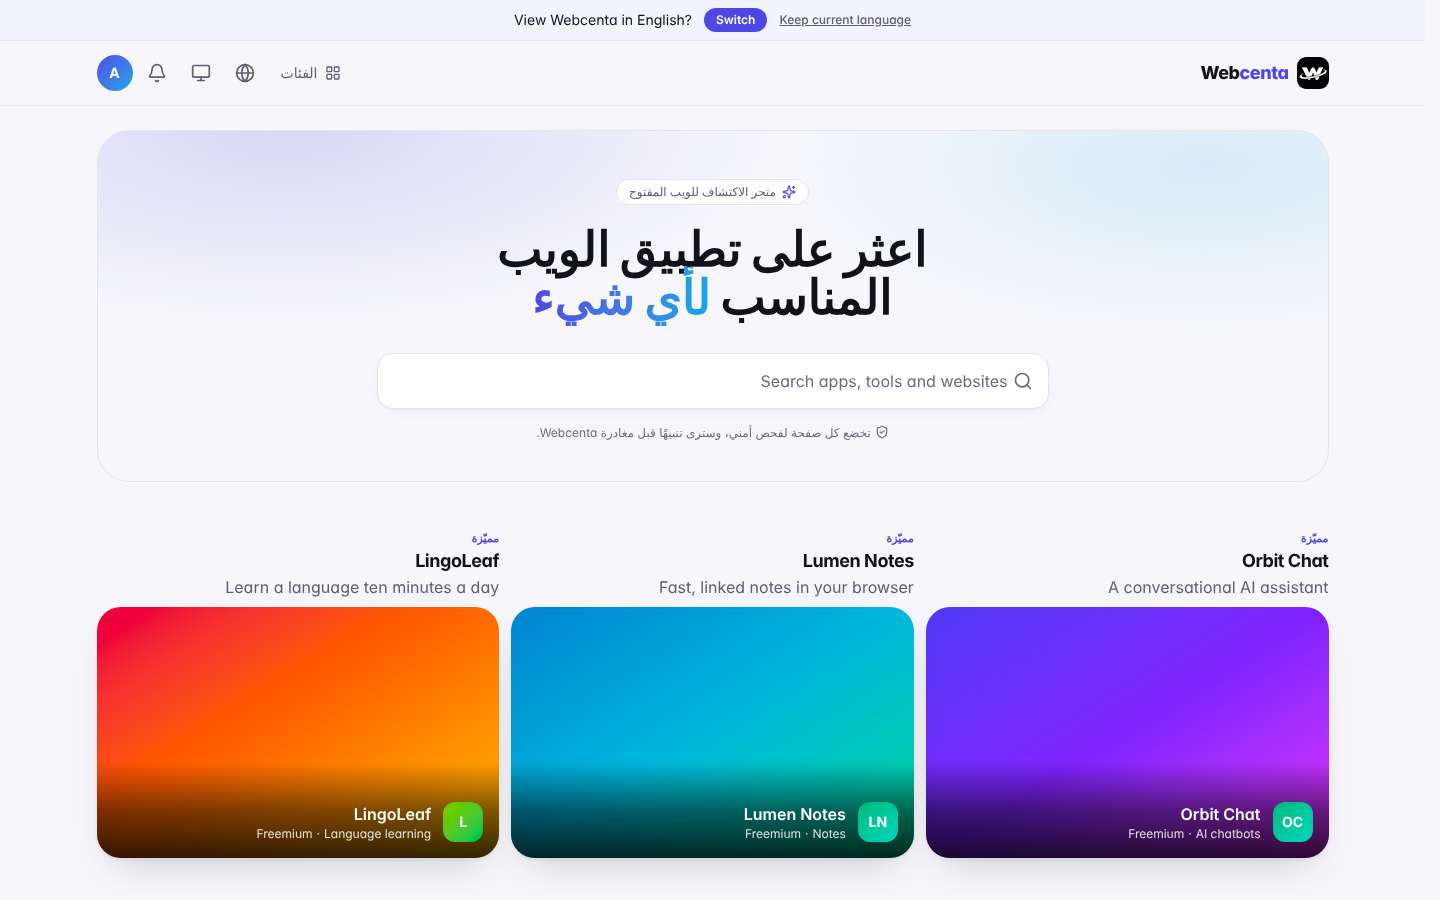 View Webcenta in English? Switch Keep current language
Webcenta
الفئات
A
متجر الاكتشاف للويب المفتوح
اعثر على تطبيق الويب
المناسب لأي شيء
Search apps, tools and websites
تخضع كل صفحة لفحص أمني، وسترى تنبيهًا قبل مغادرة Webcenta.
مميّزة
Orbit Chat
A conversational AI assistant
OC
Orbit Chat
Freemium · AI chatbots
مميّزة
Lumen Notes
Fast, linked notes in your browser
LN
Lumen Notes
Freemium · Notes
مميّزة
LingoLeaf
Learn a language ten minutes a day
L
LingoLeaf
Freemium · Language learning